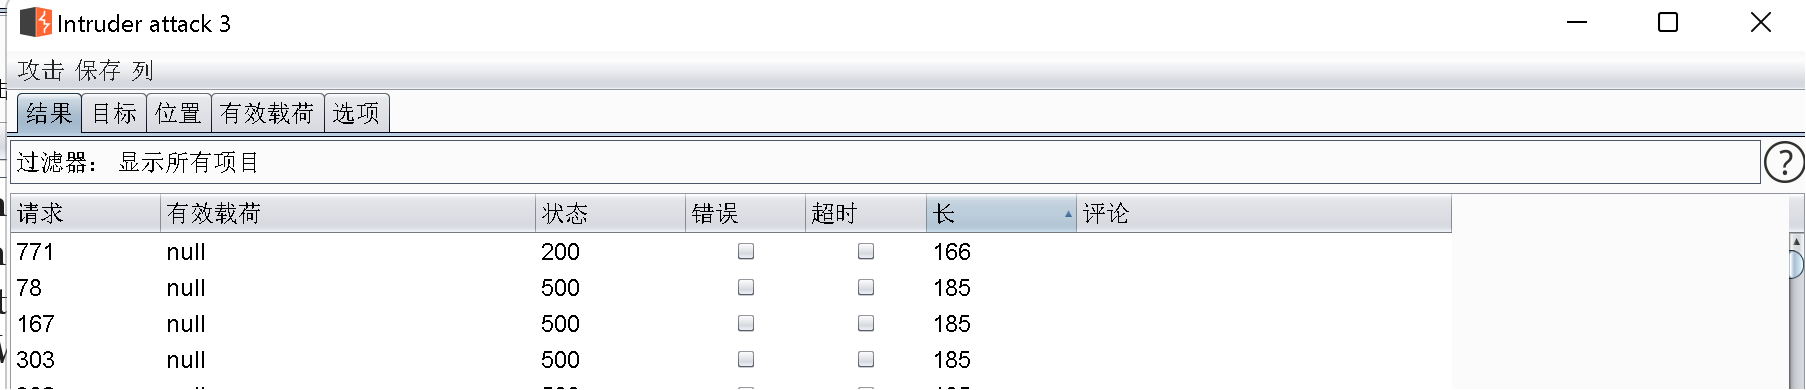 Intruder attack 3
攻击 保存 列
结果 目标 位置 有效载荷 选项
过滤器： 显示所有项目 ?
请求 有效载荷 状态 错误 超时 长 评论
771 null 200 166
78 null 500 185
167 null 500 185
303 null 500 185